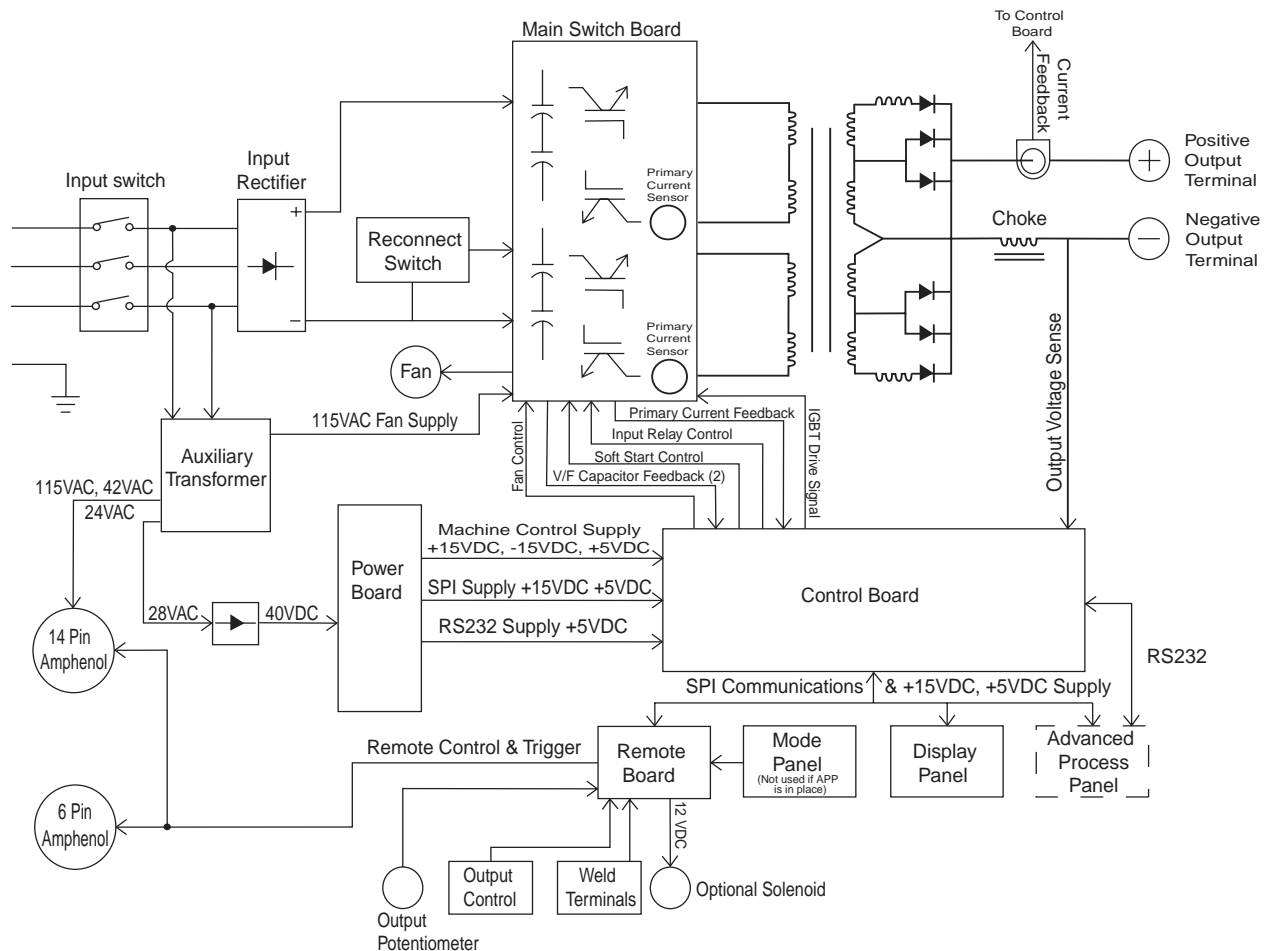 To Control
Board
Current
Feedback
Main Switch Board
Input switch
Input
Rectifier
+
−
Reconnect
Switch
Primary
Current
Sensor
Primary
Current
Sensor
+
Positive
Output
Terminal
Choke
−
Negative
Output
Terminal
Fan
115VAC Fan Supply
Auxiliary
Transformer
115VAC, 42VAC
24VAC
Fan Control
Primary Current Feedback
Input Relay Control
Soft Start Control
V/F Capacitor Feedback (2)
IGBT Drive Signal
Output Voltage Sense
Machine Control Supply
+15VDC, -15VDC, +5VDC
SPI Supply +15VDC +5VDC
RS232 Supply +5VDC
Power
Board
Control Board
28VAC
40VDC
14 Pin
Amphenol
RS232
SPI Communications & +15VDC, +5VDC Supply
Remote Control & Trigger
Remote
Board
Mode
Panel
(Not used if APP
is in place)
Display
Panel
Advanced
Process
Panel
6 Pin
Amphenol
12 VDC
Output
Control
Weld
Terminals
Optional Solenoid
Output
Potentiometer